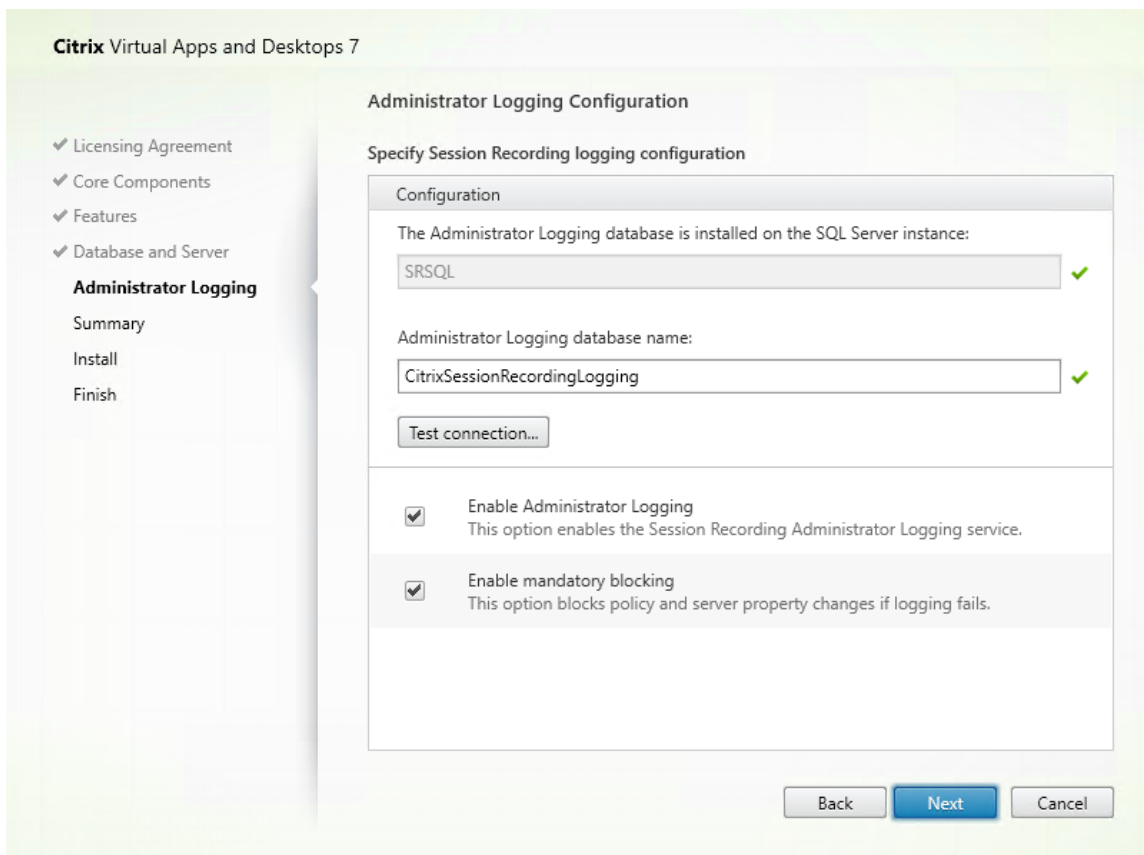 Citrix Virtual Apps and Desktops 7
Licensing Agreement
Core Components
Features
Database and Server
Administrator Logging
Summary
Install
Finish
Administrator Logging Configuration
Specify Session Recording logging configuration
Configuration
The Administrator Logging database is installed on the SQL Server instance:
SRSQL
Administrator Logging database name:
CitrixSessionRecordingLogging
Test connection...
Enable Administrator Logging
This option enables the Session Recording Administrator Logging service.
Enable mandatory blocking
This option blocks policy and server property changes if logging fails.
Back
Next
Cancel